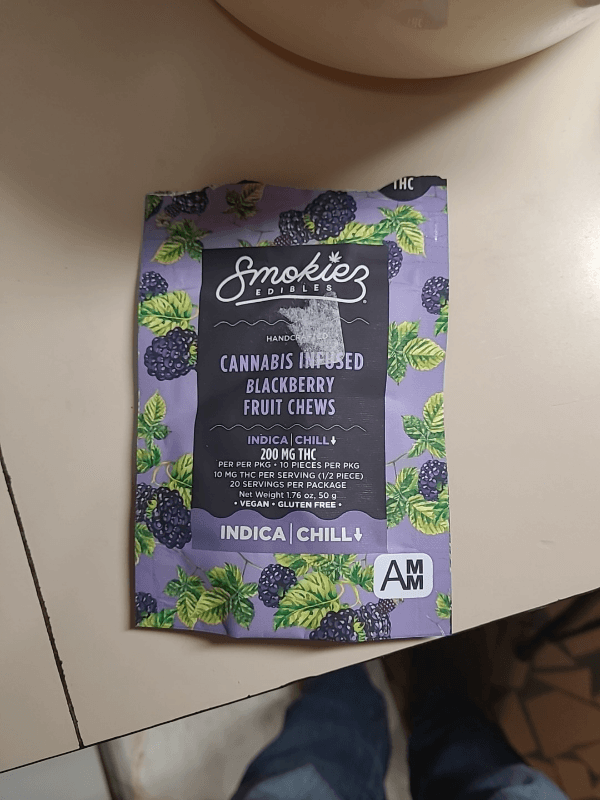 THC
Smokiez
EDIBLES
HANDCRAFTED
CANNABIS INFUSED
BLACKBERRY
FRUIT CHEWS
INDICA | CHILL↓
200 MG THC
PER PER PKG • 10 PIECES PER PKG
10 MG THC PER SERVING (1/2 PIECE)
20 SERVINGS PER PACKAGE
Net Weight 1.76 oz, 50 g
• VEGAN • GLUTEN FREE •
INDICA | CHILL↓
AMM